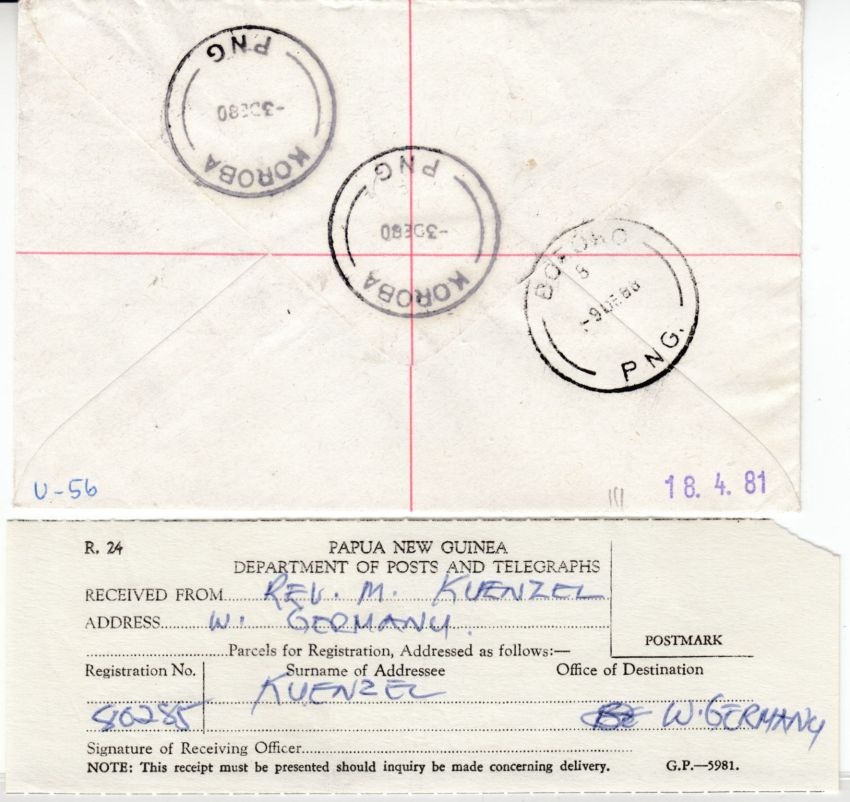 PNG
-3DE80
KOROBA
PNG
-3DE80
KOROBA
BOROKO
5
-9DE80
P.N.G.
U-56
18. 4. 81
R. 24
PAPUA NEW GUINEA
DEPARTMENT OF POSTS AND TELEGRAPHS
RECEIVED FROM REV. M. KUENZEL
ADDRESS W. GERMANY.
Parcels for Registration, Addressed as follows:—
POSTMARK
Registration No. Surname of Addressee Office of Destination
KUENZEL
80285 W. GERMANY
Signature of Receiving Officer
NOTE: This receipt must be presented should inquiry be made concerning delivery. G.P.—5981.